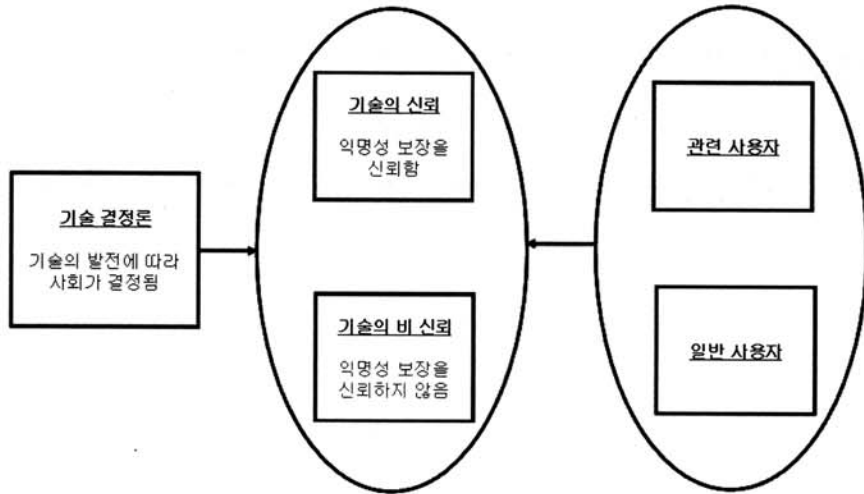 기술 결정론
기술의 발전에 따라
사회가 결정됨
기술의 신뢰
익명성 보장을
신뢰함
기술의 비 신뢰
익명성 보장을
신뢰하지 않음
관련 사용자
일반 사용자